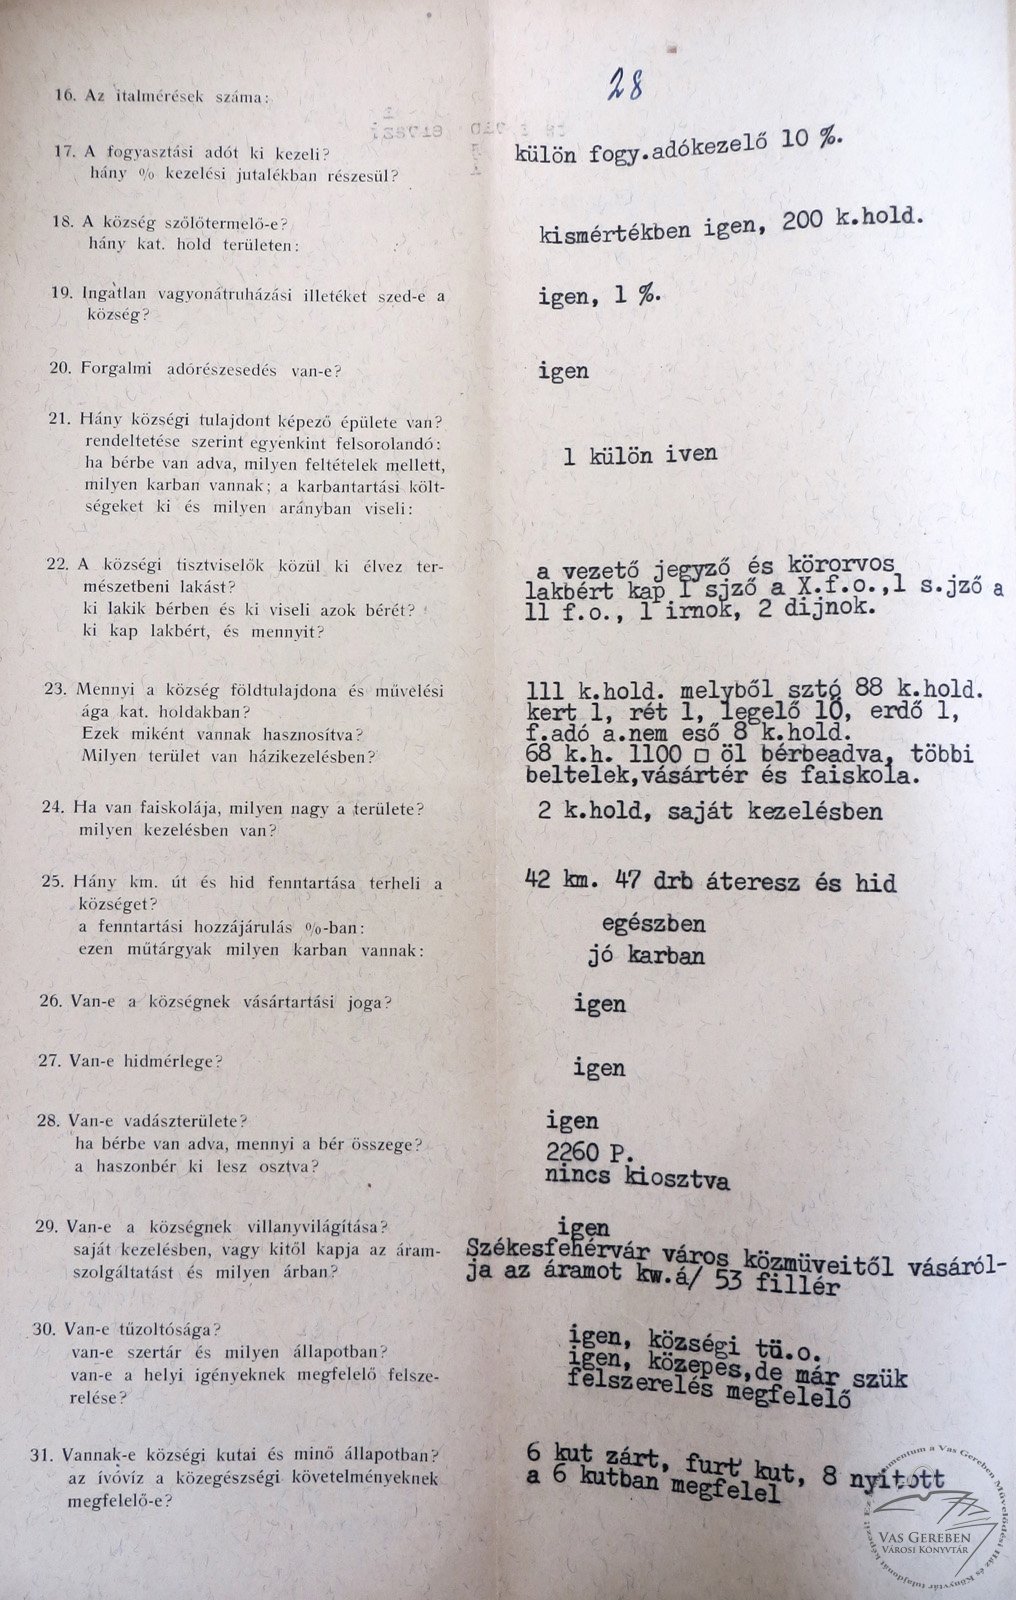 28
16. Az italmérések száma:
17. A fogyasztási adót ki kezeli?
külön fogy.adókezelő 10 %.
hány % kezelési jutalékban részesül?
18. A község szőlőtermelő-e?
kismértékben igen, 200 k.hold.
hány kat. hold területen:
19. Ingatlan vagyonátruházási illetéket szed-e a
község?
igen, 1 %.
20. Forgalmi adórészesedés van-e?
igen
21. Hány községi tulajdont képező épülete van?
rendeltetése szerint egyenkint felsorolandó:
ha bérbe van adva, milyen feltételek mellett,
milyen karban vannak; a karbantartási költ-
ségeket ki és milyen arányban viseli:
1 külön iven
22. A községi tisztviselők közül ki élvez ter-
mészetbeni lakást?
ki lakik bérben és ki viseli azok bérét?
ki kap lakbért, és mennyit?
a vezető jegyző és körorvos
lakbért kap 1 sjző a X.f.o.,1 s.jző a
11 f.o., 1 irnok, 2 dijnok.
23. Mennyi a község földtulajdona és művelési
ága kat. holdakban?
Ezek miként vannak hasznosítva?
Milyen terület van házikezelésben?
111 k.hold. melyből sztó 88 k.hold.
kert 1, rét 1, legelő 10, erdő 1,
f.adó a.nem eső 8 k.hold.
68 k.h. 1100 □ öl bérbeadva, többi
beltelek,vásártér és faiskola.
24. Ha van faiskolája, milyen nagy a területe?
milyen kezelésben van?
2 k.hold, saját kezelésben
25. Hány km. út és hid fenntartása terheli a
községet?
a fenntartási hozzájárulás %-ban:
ezen műtárgyak milyen karban vannak:
42 km. 47 drb áteresz és hid
egészben
jó karban
26. Van-e a községnek vásártartási joga?
igen
27. Van-e hidmérlege?
igen
28. Van-e vadászterülete?
ha bérbe van adva, mennyi a bér összege?
a haszonbér ki lesz osztva?
igen
2260 P.
nincs kiosztva
29. Van-e a községnek villanyvilágítása?
saját kezelésben, vagy kitől kapja az áram-
szolgáltatást és milyen árban?
igen
Székesfehérvár város közmüveitől vásárol-
ja az áramot kw.á/ 53 fillér
30. Van-e tűzoltósága?
van-e szertár és milyen állapotban?
van-e a helyi igényeknek megfelelő felsze-
relése?
igen, községi tü.o.
igen, közepes,de már szük
felszerelés megfelelő
31. Vannak-e községi kutai és minő állapotban?
az ívóvíz a közegészségi követelményeknek
megfelelő-e?
6 kut zárt, furt kut, 8 nyitott
a 6 kutban megfelel
VAS GEREBEN
VÁROSI KÖNYVTÁR
Ez a dokumentum a Vas Gereben Művelődési Ház és Könyvtár tulajdonát képezi!